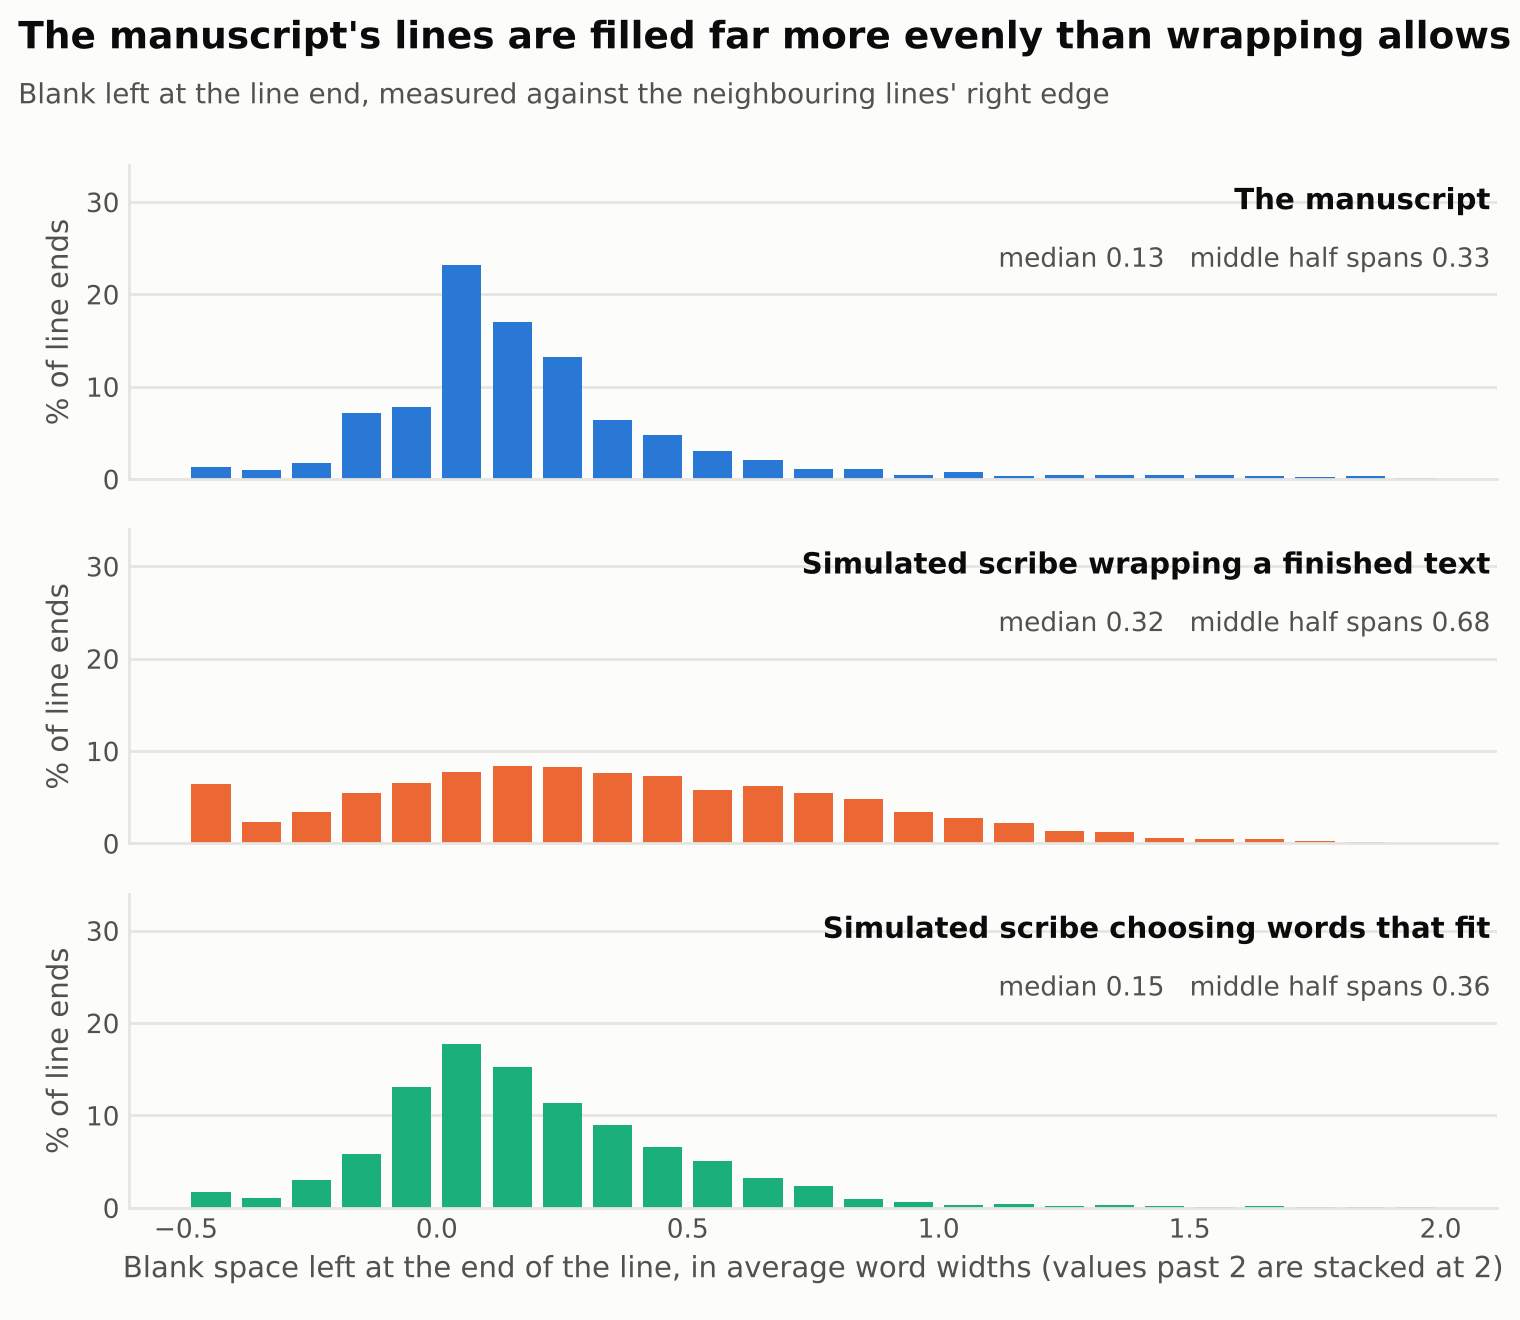 The manuscript's lines are filled far more evenly than wrapping allows
Blank left at the line end, measured against the neighbouring lines' right edge
% of line ends
30
20
10
0
The manuscript
median 0.13 middle half spans 0.33
% of line ends
30
20
10
0
Simulated scribe wrapping a finished text
median 0.32 middle half spans 0.68
% of line ends
30
20
10
0
Simulated scribe choosing words that fit
median 0.15 middle half spans 0.36
−0.5 0.0 0.5 1.0 1.5 2.0
Blank space left at the end of the line, in average word widths (values past 2 are stacked at 2)